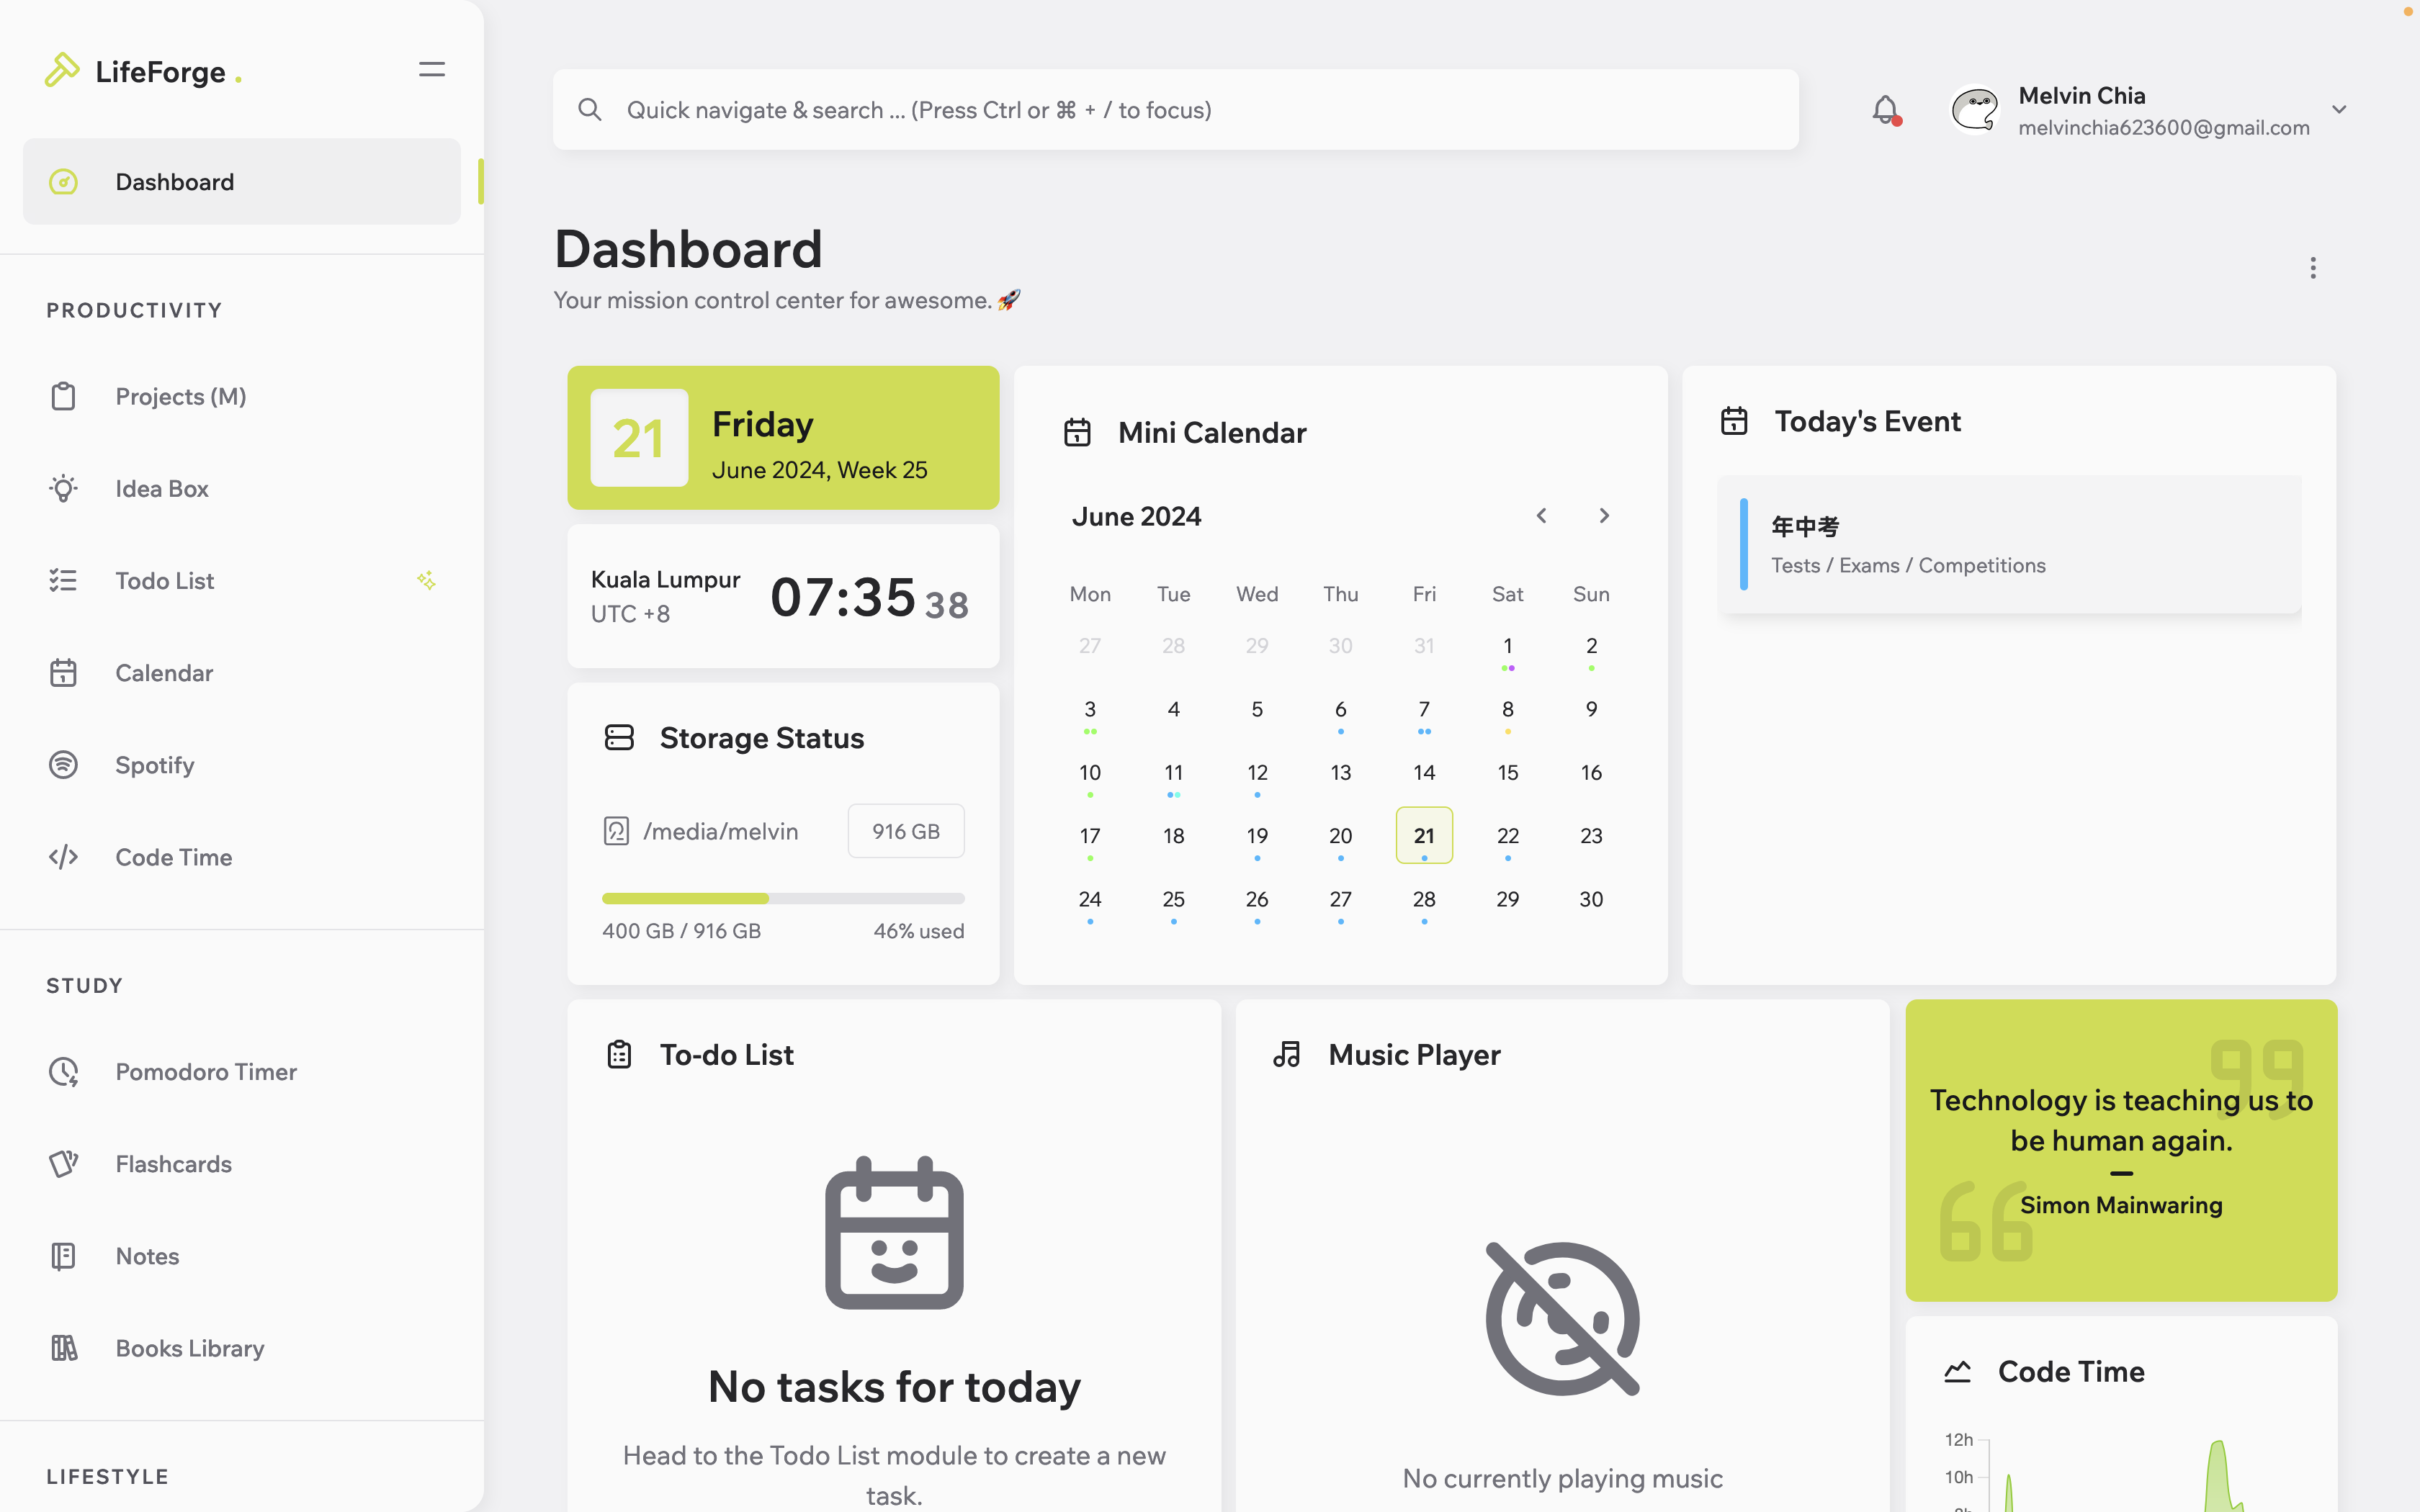 LifeForge .
Dashboard
PRODUCTIVITY
Projects (M)
Idea Box
Todo List
Calendar
Spotify
Code Time
STUDY
Pomodoro Timer
Flashcards
Notes
Books Library
LIFESTYLE
Quick navigate & search ... (Press Ctrl or ⌘ + / to focus)
Melvin Chia
melvinchia623600@gmail.com
Dashboard
Your mission control center for awesome. 🚀
21
Friday
June 2024, Week 25
Kuala Lumpur
UTC +8
07:35 38
Storage Status
/media/melvin
916 GB
400 GB / 916 GB 46% used
Mini Calendar
June 2024
Mon Tue Wed Thu Fri Sat Sun
27 28 29 30 31 1 2
3 4 5 6 7 8 9
10 11 12 13 14 15 16
17 18 19 20 21 22 23
24 25 26 27 28 29 30
Today's Event
年中考
Tests / Exams / Competitions
To-do List
No tasks for today
Head to the Todo List module to create a new
task.
Music Player
No currently playing music
Technology is teaching us to
be human again.
Simon Mainwaring
Code Time
12h
10h